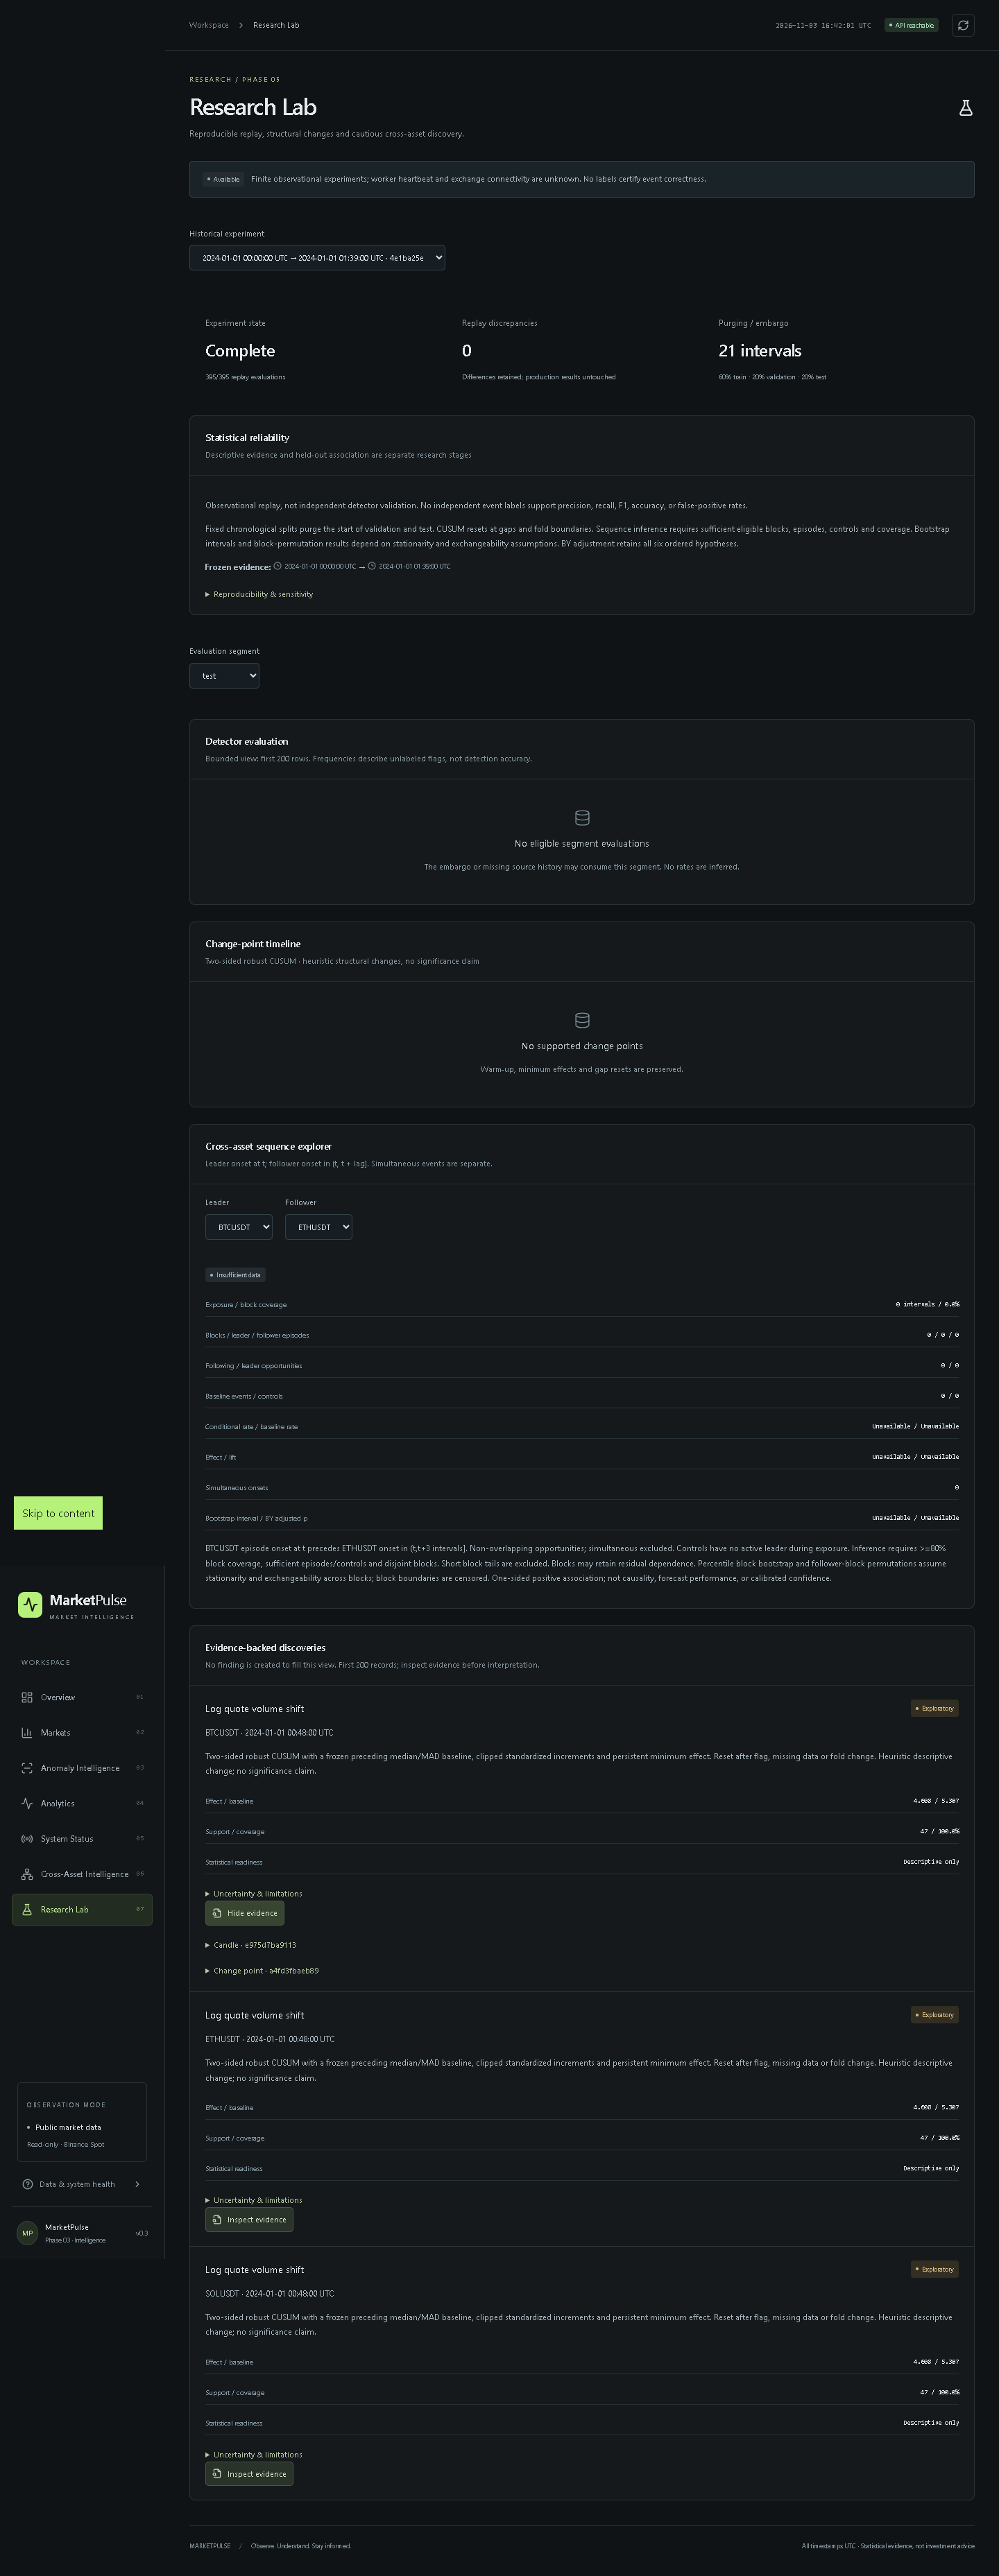 Workspace > Research Lab
2026-11-03 16:42:01 UTC
API reachable
RESEARCH / PHASE 05
Research Lab
Reproducible replay, structural changes and cautious cross-asset discovery.
Available Finite observational experiments; worker heartbeat and exchange connectivity are unknown. No labels certify event correctness.
Historical experiment
2024-01-01 00:00:00 UTC → 2024-01-01 01:39:00 UTC · 4e1ba25e
Experiment state
Complete
395/395 replay evaluations
Replay discrepancies
0
Differences retained; production results untouched
Purging / embargo
21 intervals
60% train · 20% validation · 20% test
Statistical reliability
Descriptive evidence and held-out association are separate research stages
Observational replay, not independent detector validation. No independent event labels support precision, recall, F1, accuracy, or false-positive rates.
Fixed chronological splits purge the start of validation and test. CUSUM resets at gaps and fold boundaries. Sequence inference requires sufficient eligible blocks, episodes, controls and coverage. Bootstrap
intervals and block-permutation results depend on stationarity and exchangeability assumptions. BY adjustment retains all six ordered hypotheses.
Frozen evidence: 2024-01-01 00:00:00 UTC → 2024-01-01 01:39:00 UTC
Reproducibility & sensitivity
Evaluation segment
test
Detector evaluation
Bounded view: first 200 rows. Frequencies describe unlabeled flags, not detection accuracy.
No eligible segment evaluations
The embargo or missing source history may consume this segment. No rates are inferred.
Change-point timeline
Two-sided robust CUSUM · heuristic structural changes, no significance claim
No supported change points
Warm-up, minimum effects and gap resets are preserved.
Cross-asset sequence explorer
Leader onset at t; follower onset in (t, t + lag]. Simultaneous events are separate.
Leader
BTCUSDT
Follower
ETHUSDT
Insufficient data
Exposure / block coverage 0 intervals / 0.0%
Blocks / leader / follower episodes 0 / 0 / 0
Following / leader opportunities 0 / 0
Baseline events / controls 0 / 0
Conditional rate / baseline rate Unavailable / Unavailable
Effect / lift Unavailable / Unavailable
Simultaneous onsets 0
Bootstrap interval / BY adjusted p Unavailable / Unavailable
BTCUSDT episode onset at t precedes ETHUSDT onset in (t,t+3 intervals]. Non-overlapping opportunities; simultaneous excluded. Controls have no active leader during exposure. Inference requires >=80%
block coverage, sufficient episodes/controls and disjoint blocks. Short block tails are excluded. Blocks may retain residual dependence. Percentile block bootstrap and follower-block permutations assume
stationarity and exchangeability across blocks; block boundaries are censored. One-sided positive association; not causality, forecast performance, or calibrated confidence.
Evidence-backed discoveries
No finding is created to fill this view. First 200 records; inspect evidence before interpretation.
Log quote volume shift
Exploratory
BTCUSDT · 2024-01-01 00:48:00 UTC
Two-sided robust CUSUM with a frozen preceding median/MAD baseline, clipped standardized increments and persistent minimum effect. Reset after flag, missing data or fold change. Heuristic descriptive
change; no significance claim.
Effect / baseline 4.608 / 5.307
Support / coverage 47 / 100.0%
Statistical readiness Descriptive only
Uncertainty & limitations
Hide evidence
Candle · e975d7ba9113
Change point · a4fd3fbaeb89
Log quote volume shift
Exploratory
ETHUSDT · 2024-01-01 00:48:00 UTC
Two-sided robust CUSUM with a frozen preceding median/MAD baseline, clipped standardized increments and persistent minimum effect. Reset after flag, missing data or fold change. Heuristic descriptive
change; no significance claim.
Effect / baseline 4.608 / 5.307
Support / coverage 47 / 100.0%
Statistical readiness Descriptive only
Uncertainty & limitations
Inspect evidence
Log quote volume shift
Exploratory
SOLUSDT · 2024-01-01 00:48:00 UTC
Two-sided robust CUSUM with a frozen preceding median/MAD baseline, clipped standardized increments and persistent minimum effect. Reset after flag, missing data or fold change. Heuristic descriptive
change; no significance claim.
Effect / baseline 4.608 / 5.307
Support / coverage 47 / 100.0%
Statistical readiness Descriptive only
Uncertainty & limitations
Inspect evidence
MARKETPULSE / Observe. Understand. Stay informed.
All timestamps UTC · Statistical evidence, not investment advice
Skip to content
MarketPulse
MARKET INTELLIGENCE
WORKSPACE
Overview 01
Markets 02
Anomaly Intelligence 03
Analytics 04
System Status 05
Cross-Asset Intelligence 06
Research Lab 07
OBSERVATION MODE
Public market data
Read-only · Binance Spot
Data & system health
MP
MarketPulse
Phase 03 · Intelligence
v0.3